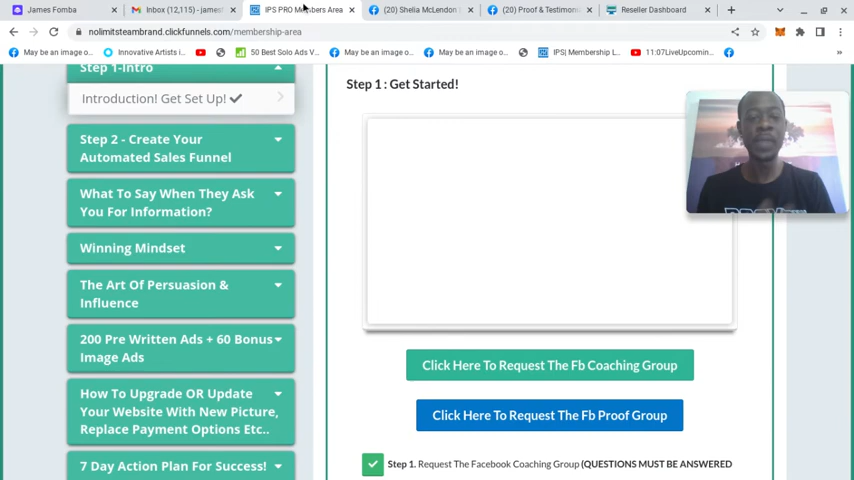 James Fomba
Inbox (12,115) - jamesf
IPS PRO Members Area
(20) Shelia McLendon
(20) Proof & Testimoni
Reseller Dashboard
nolimitsteambrand.clickfunnels.com/membership-area
May be an image o...
Innovative Artists i...
50 Best Solo Ads V...
May be an image o...
May be an image o...
IPS| Membership L...
11:07LiveUpcomin...
Step 1-Intro
Introduction! Get Set Up!
Step 2 - Create Your
Automated Sales Funnel
What To Say When They Ask
You For Information?
Winning Mindset
The Art Of Persuasion &
Influence
200 Pre Written Ads + 60 Bonus
Image Ads
How To Upgrade OR Update
Your Website With New Picture,
Replace Payment Options Etc..
7 Day Action Plan For Success!
Step 1 : Get Started!
Click Here To Request The Fb Coaching Group
Click Here To Request The Fb Proof Group
Step 1. Request The Facebook Coaching Group (QUESTIONS MUST BE ANSWERED